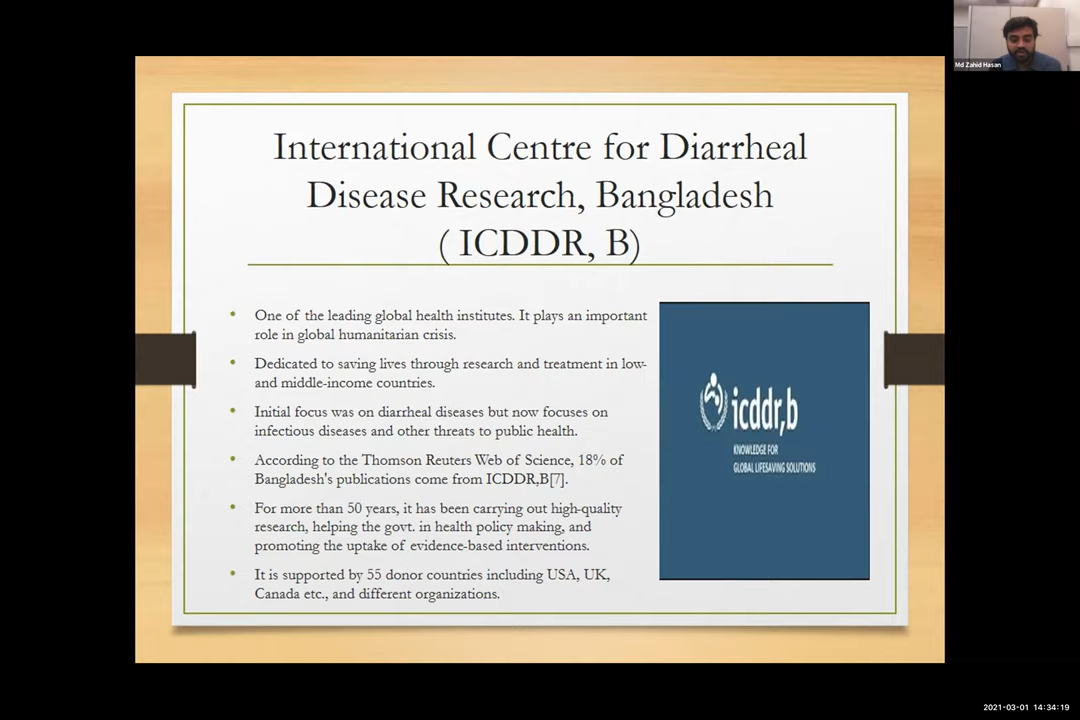 Md Zahid Hasan
International Centre for Diarrheal
Disease Research, Bangladesh
( ICDDR, B)
• One of the leading global health institutes. It plays an important
role in global humanitarian crisis.
• Dedicated to saving lives through research and treatment in low-
and middle-income countries.
• Initial focus was on diarrheal diseases but now focuses on
infectious diseases and other threats to public health.
• According to the Thomson Reuters Web of Science, 18% of
Bangladesh's publications come from ICDDR,B[7].
• For more than 50 years, it has been carrying out high-quality
research, helping the govt. in health policy making, and
promoting the uptake of evidence-based interventions.
• It is supported by 55 donor countries including USA, UK,
Canada etc., and different organizations.
icddr,b
KNOWLEDGE FOR
GLOBAL LIFESAVING SOLUTIONS
2021-03-01 14:34:19